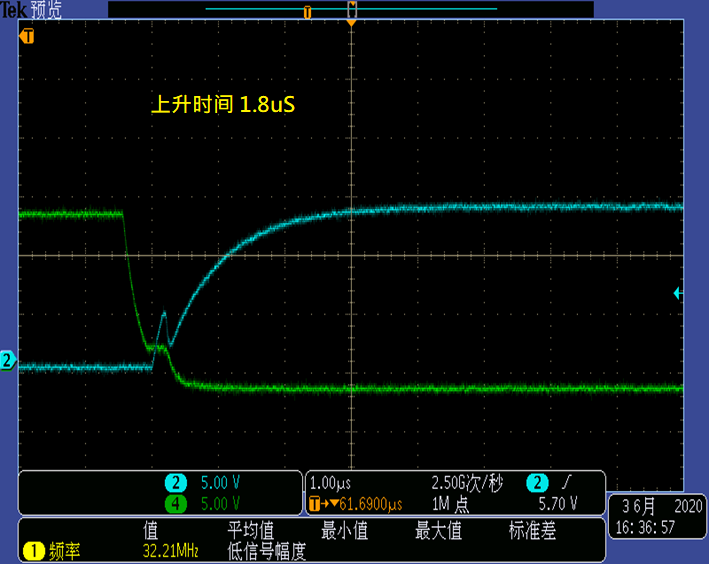 Tek 预览
T
T
上升时间 1.8uS
2
2 5.00 V
4 5.00 V
1.00µs 2.50G次/秒 2
T→▼61.6900µs 1M 点 5.70 V
3 6月 2020
16:36:57
值 平均值 最小值 最大值 标准差
1 频率 32.21MHz 低信号幅度